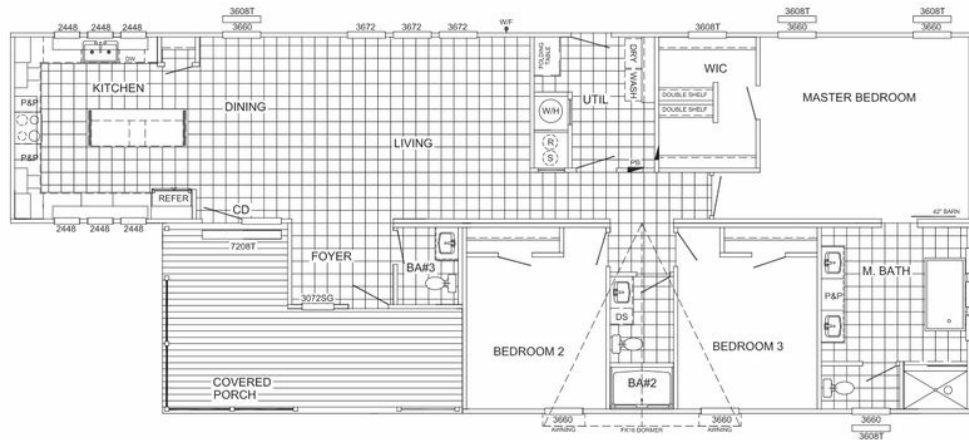 3608T
3608T
3608T
2448 2448 2448
3660
3672 3672 3672
W/F
3608T
3660
3660
DW
FOLDING TABLE
DRY
WASH
WIC
KITCHEN
UTIL
DOUBLE SHELF
DOUBLE SHELF
MASTER BEDROOM
P&P
DINING
W/H
LIVING
R
S
P&P
PS
REFER
CD
2448 2448 2448
7208T
42" BARN
FOYER
BA#3
M. BATH
3072SG
P&P
DS
BEDROOM 2
BEDROOM 3
COVERED
PORCH
BA#2
3660
3660
3660
AWNING
FX16 DORMER
AWNING
3608T